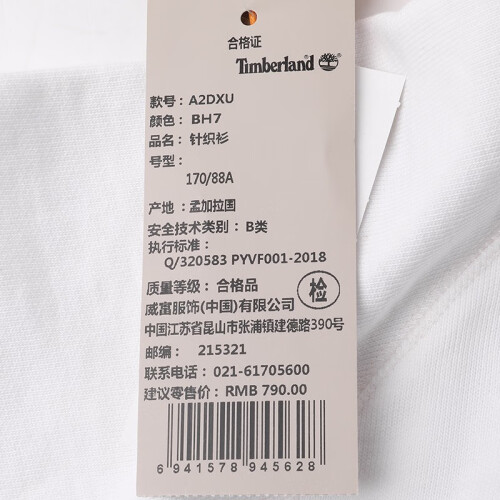 合格证
Timberland
款号：A2DXU
颜色：BH7
品名：针织衫
号型：
170/88A
产地：孟加拉国
安全技术类别：B类
执行标准：
Q/320583 PYVF001-2018
质量等级：合格品
检
威富服饰(中国)有限公司
中国江苏省昆山市张浦镇建德路390号
邮编：215321
联系电话：021-61705600
建议零售价：RMB 790.00
6 941578 945628